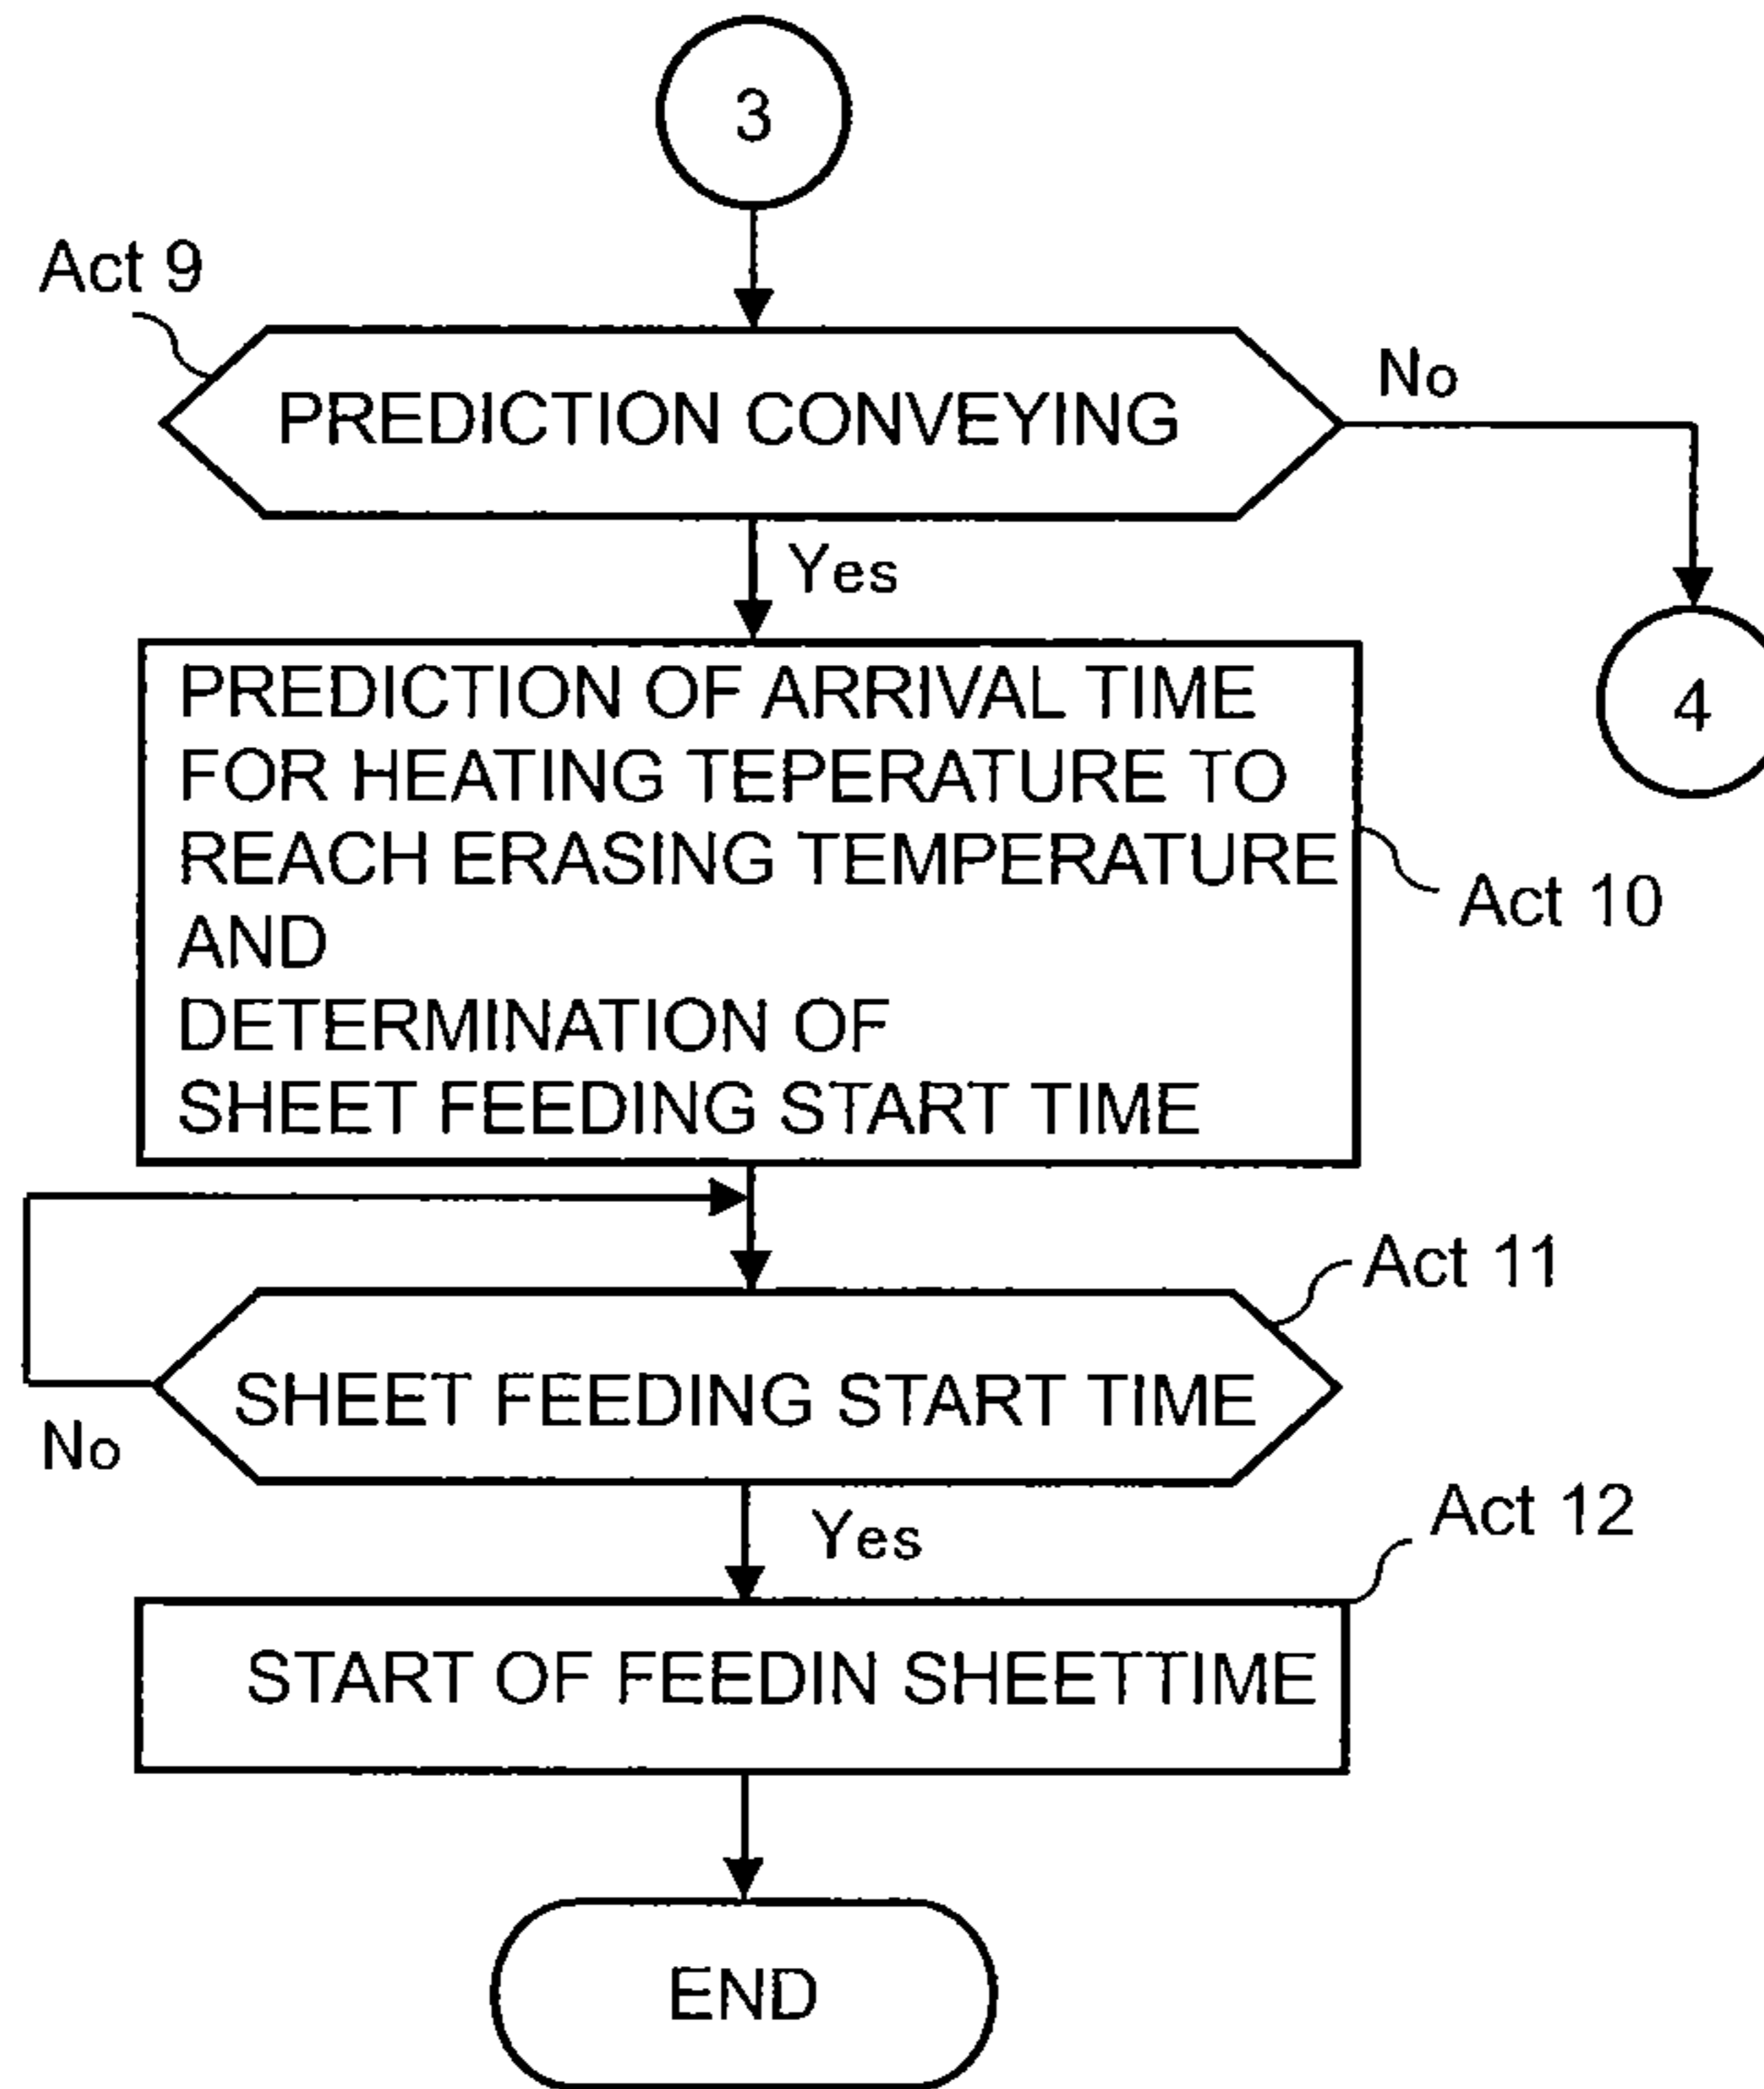 3
Act 9
PREDICTION CONVEYING
No
Yes
4
PREDICTION OF ARRIVAL TIME
FOR HEATING TEPERATURE TO
REACH ERASING TEMPERATURE
AND
DETERMINATION OF
SHEET FEEDING START TIME
Act 10
Act 11
SHEET FEEDING START TIME
No
Yes
Act 12
START OF FEEDIN SHEETTIME
END